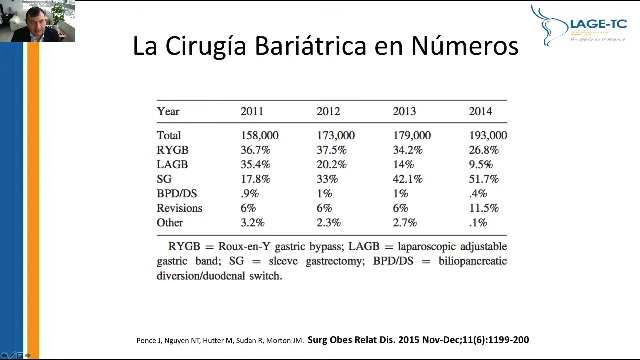 LAGE-TC
La Cirugía Bariátrica en Números
Year 2011 2012 2013 2014
Total 158,000 173,000 179,000 193,000
RYGB 36.7% 37.5% 34.2% 26.8%
LAGB 35.4% 20.2% 14% 9.5%
SG 17.8% 33% 42.1% 51.7%
BPD/DS .9% 1% 1% .4%
Revisions 6% 6% 6% 11.5%
Other 3.2% 2.3% 2.7% .1%
RYGB = Roux-en-Y gastric bypass; LAGB = laparoscopic adjustable
gastric band; SG = sleeve gastrectomy; BPD/DS = biliopancreatic
diversion/duodenal switch.
Ponce J, Nguyen NT, Hutter M, Sudan R, Morton JM. Surg Obes Relat Dis. 2015 Nov-Dec;11(6):1199-200